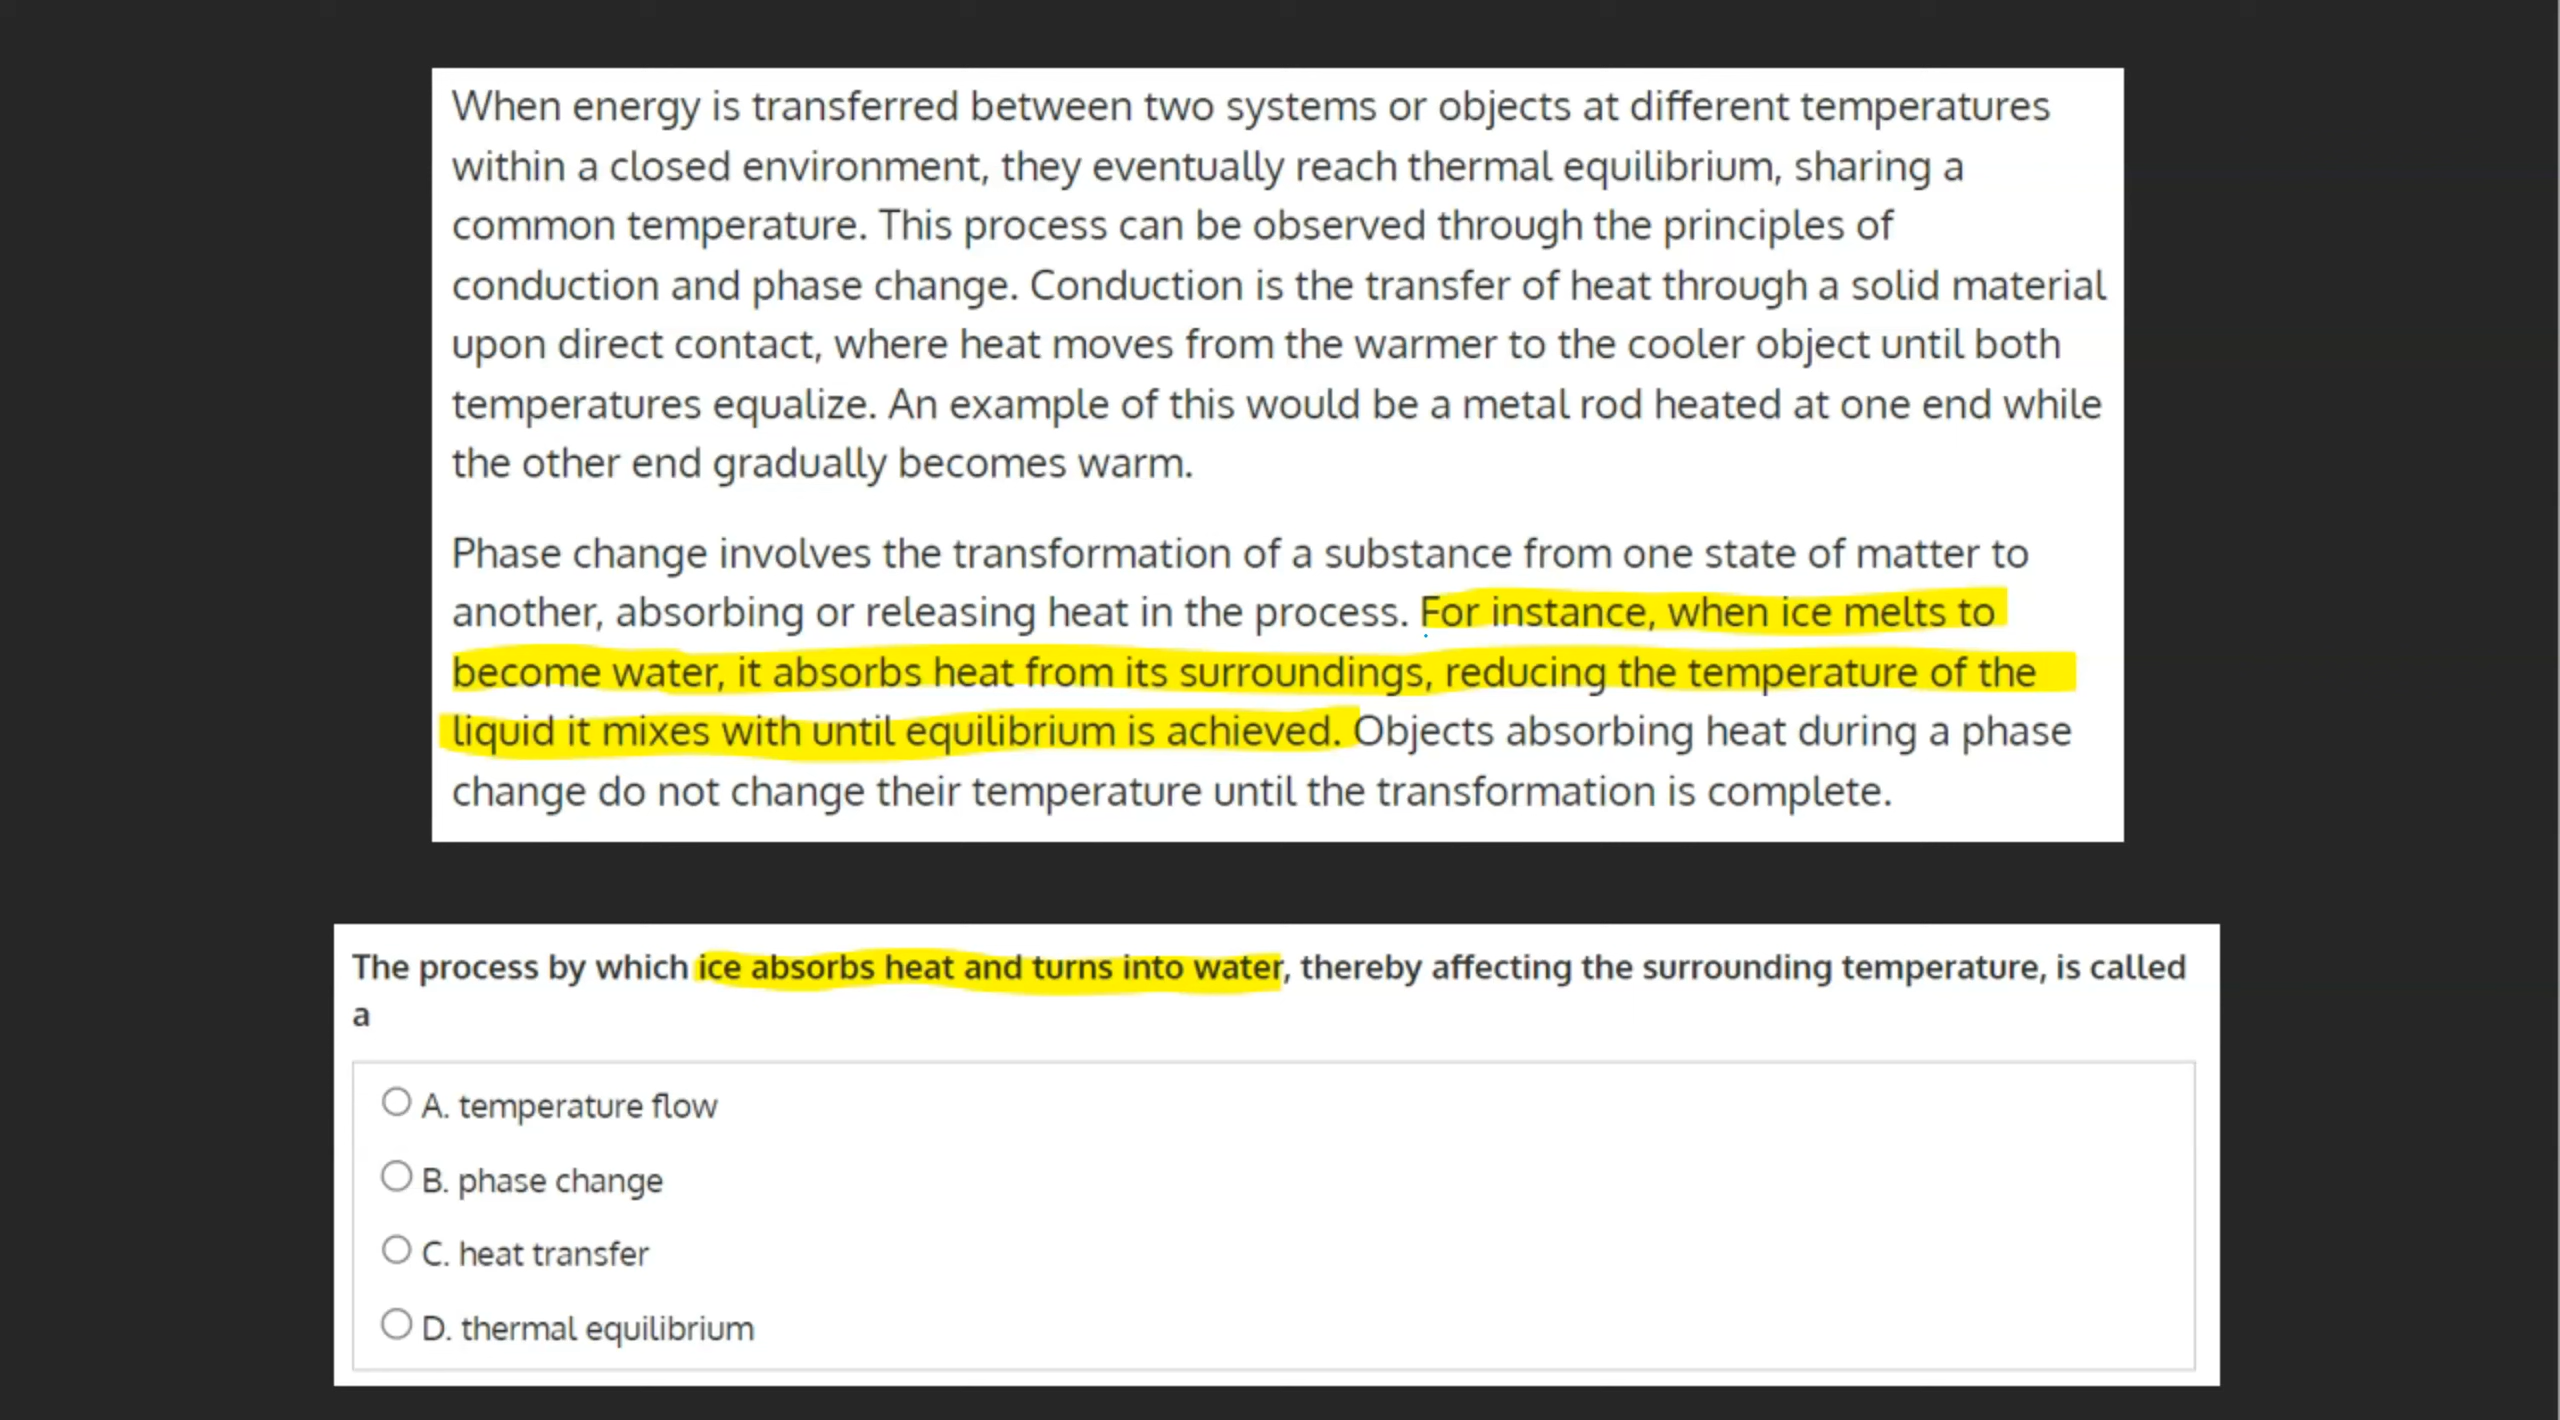 When energy is transferred between two systems or objects at different temperatures
within a closed environment, they eventually reach thermal equilibrium, sharing a
common temperature. This process can be observed through the principles of
conduction and phase change. Conduction is the transfer of heat through a solid material
upon direct contact, where heat moves from the warmer to the cooler object until both
temperatures equalize. An example of this would be a metal rod heated at one end while
the other end gradually becomes warm.
Phase change involves the transformation of a substance from one state of matter to
another, absorbing or releasing heat in the process. For instance, when ice melts to
become water, it absorbs heat from its surroundings, reducing the temperature of the
liquid it mixes with until equilibrium is achieved. Objects absorbing heat during a phase
change do not change their temperature until the transformation is complete.
The process by which ice absorbs heat and turns into water, thereby affecting the surrounding temperature, is called
a
A. temperature flow
B. phase change
C. heat transfer
D. thermal equilibrium